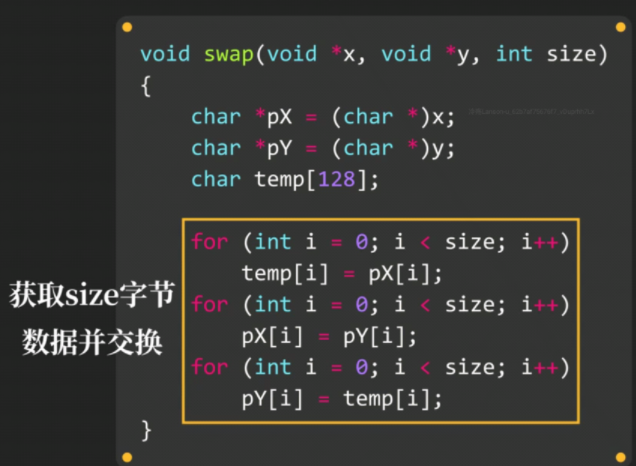 void swap(void *x, void *y, int size)
{
    char *pX = (char *)x;
    char *pY = (char *)y;
    char temp[128];
    for (int i = 0; i < size; i++)
        temp[i] = pX[i];
获取size字节
    for (int i = 0; i < size; i++)
        pX[i] = pY[i];
数据并交换
    for (int i = 0; i < size; i++)
        pY[i] = temp[i];
}